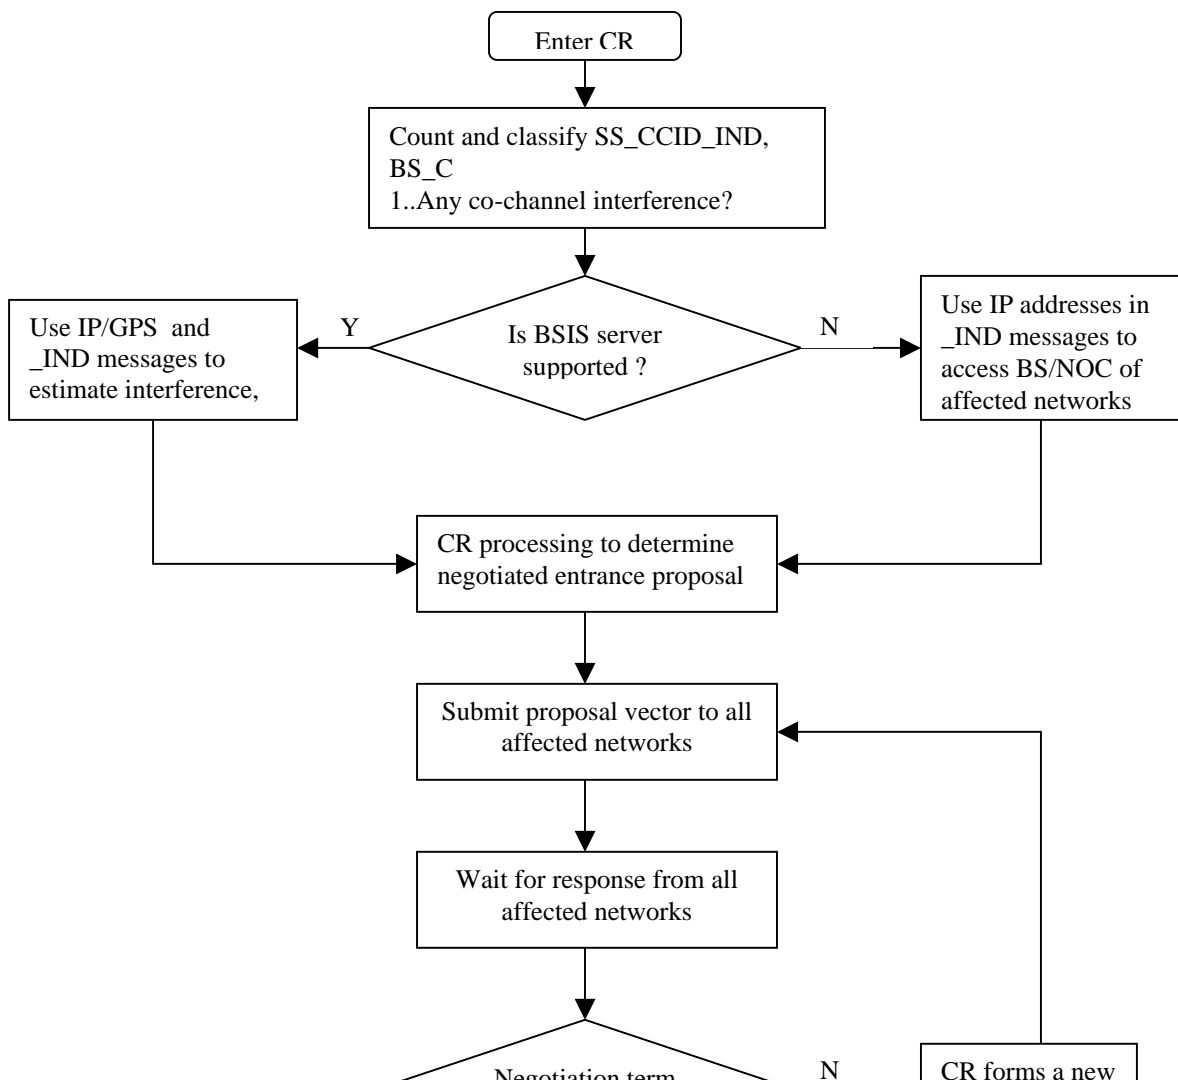 Enter CR
Count and classify SS_CCID_IND,
BS_C
1..Any co-channel interference?
Use IP/GPS and
_IND messages to
estimate interference,
Y
Is BSIS server
supported ?
N
Use IP addresses in
_IND messages to
access BS/NOC of
affected networks
CR processing to determine
negotiated entrance proposal
Submit proposal vector to all
affected networks
Wait for response from all
affected networks
Negotiation term
N
CR forms a new